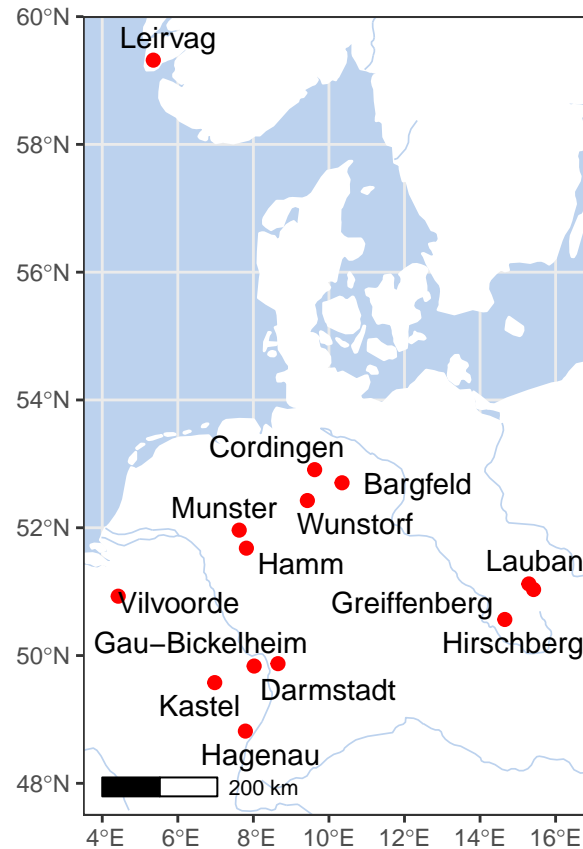 60°N
Leirvag
58°N
56°N
54°N
Cordingen
Bargfeld
Munster
Wunstorf
52°N
Hamm
Lauban
Vilvoorde
Greiffenberg
Gau−Bickelheim
Hirschberg
50°N
Darmstadt
Kastel
Hagenau
48°N
200 km
4°E 6°E 8°E 10°E 12°E 14°E 16°E